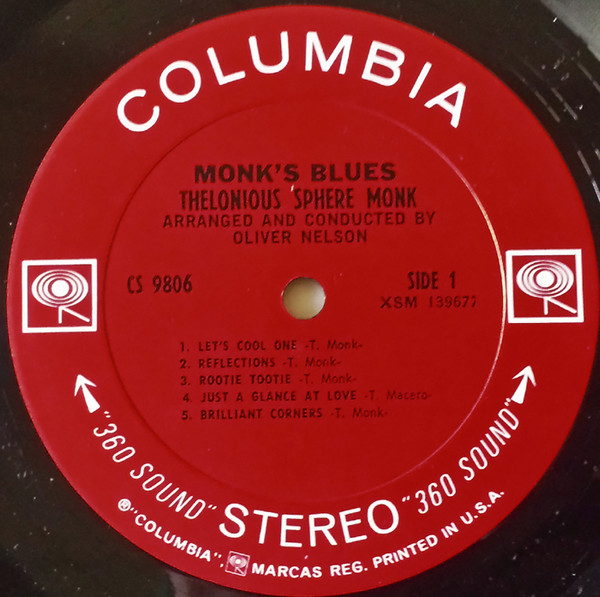 COLUMBIA
MONK'S BLUES
THELONIOUS SPHERE MONK
ARRANGED AND CONDUCTED BY
OLIVER NELSON
CS 9806
SIDE 1
XSM 139677
1. LET'S COOL ONE -T. Monk-
2. REFLECTIONS -T. Monk-
3. ROOTIE TOOTIE -T. Monk-
4. JUST A GLANCE AT LOVE -T. Macero-
5. BRILLIANT CORNERS -T. Monk-
"360 SOUND" STEREO "360 SOUND"
®"COLUMBIA", MARCAS REG. PRINTED IN U.S.A.